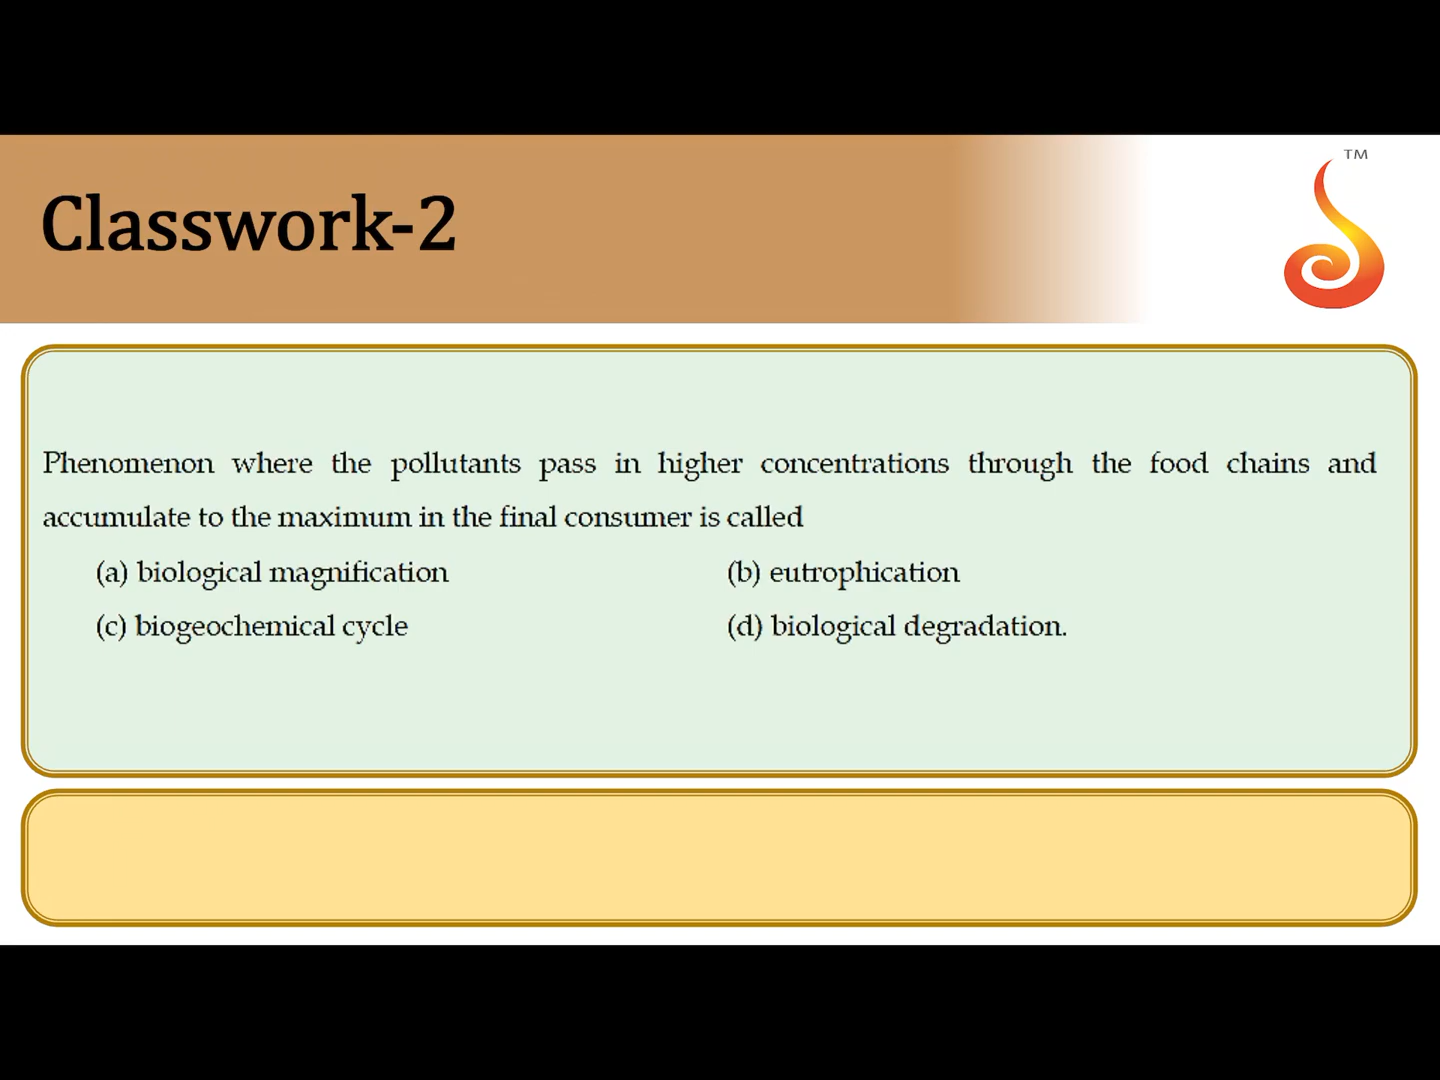 TM
Classwork-2
Phenomenon where the pollutants pass in higher concentrations through the food chains and
accumulate to the maximum in the final consumer is called
(a) biological magnification (b) eutrophication
(c) biogeochemical cycle (d) biological degradation.